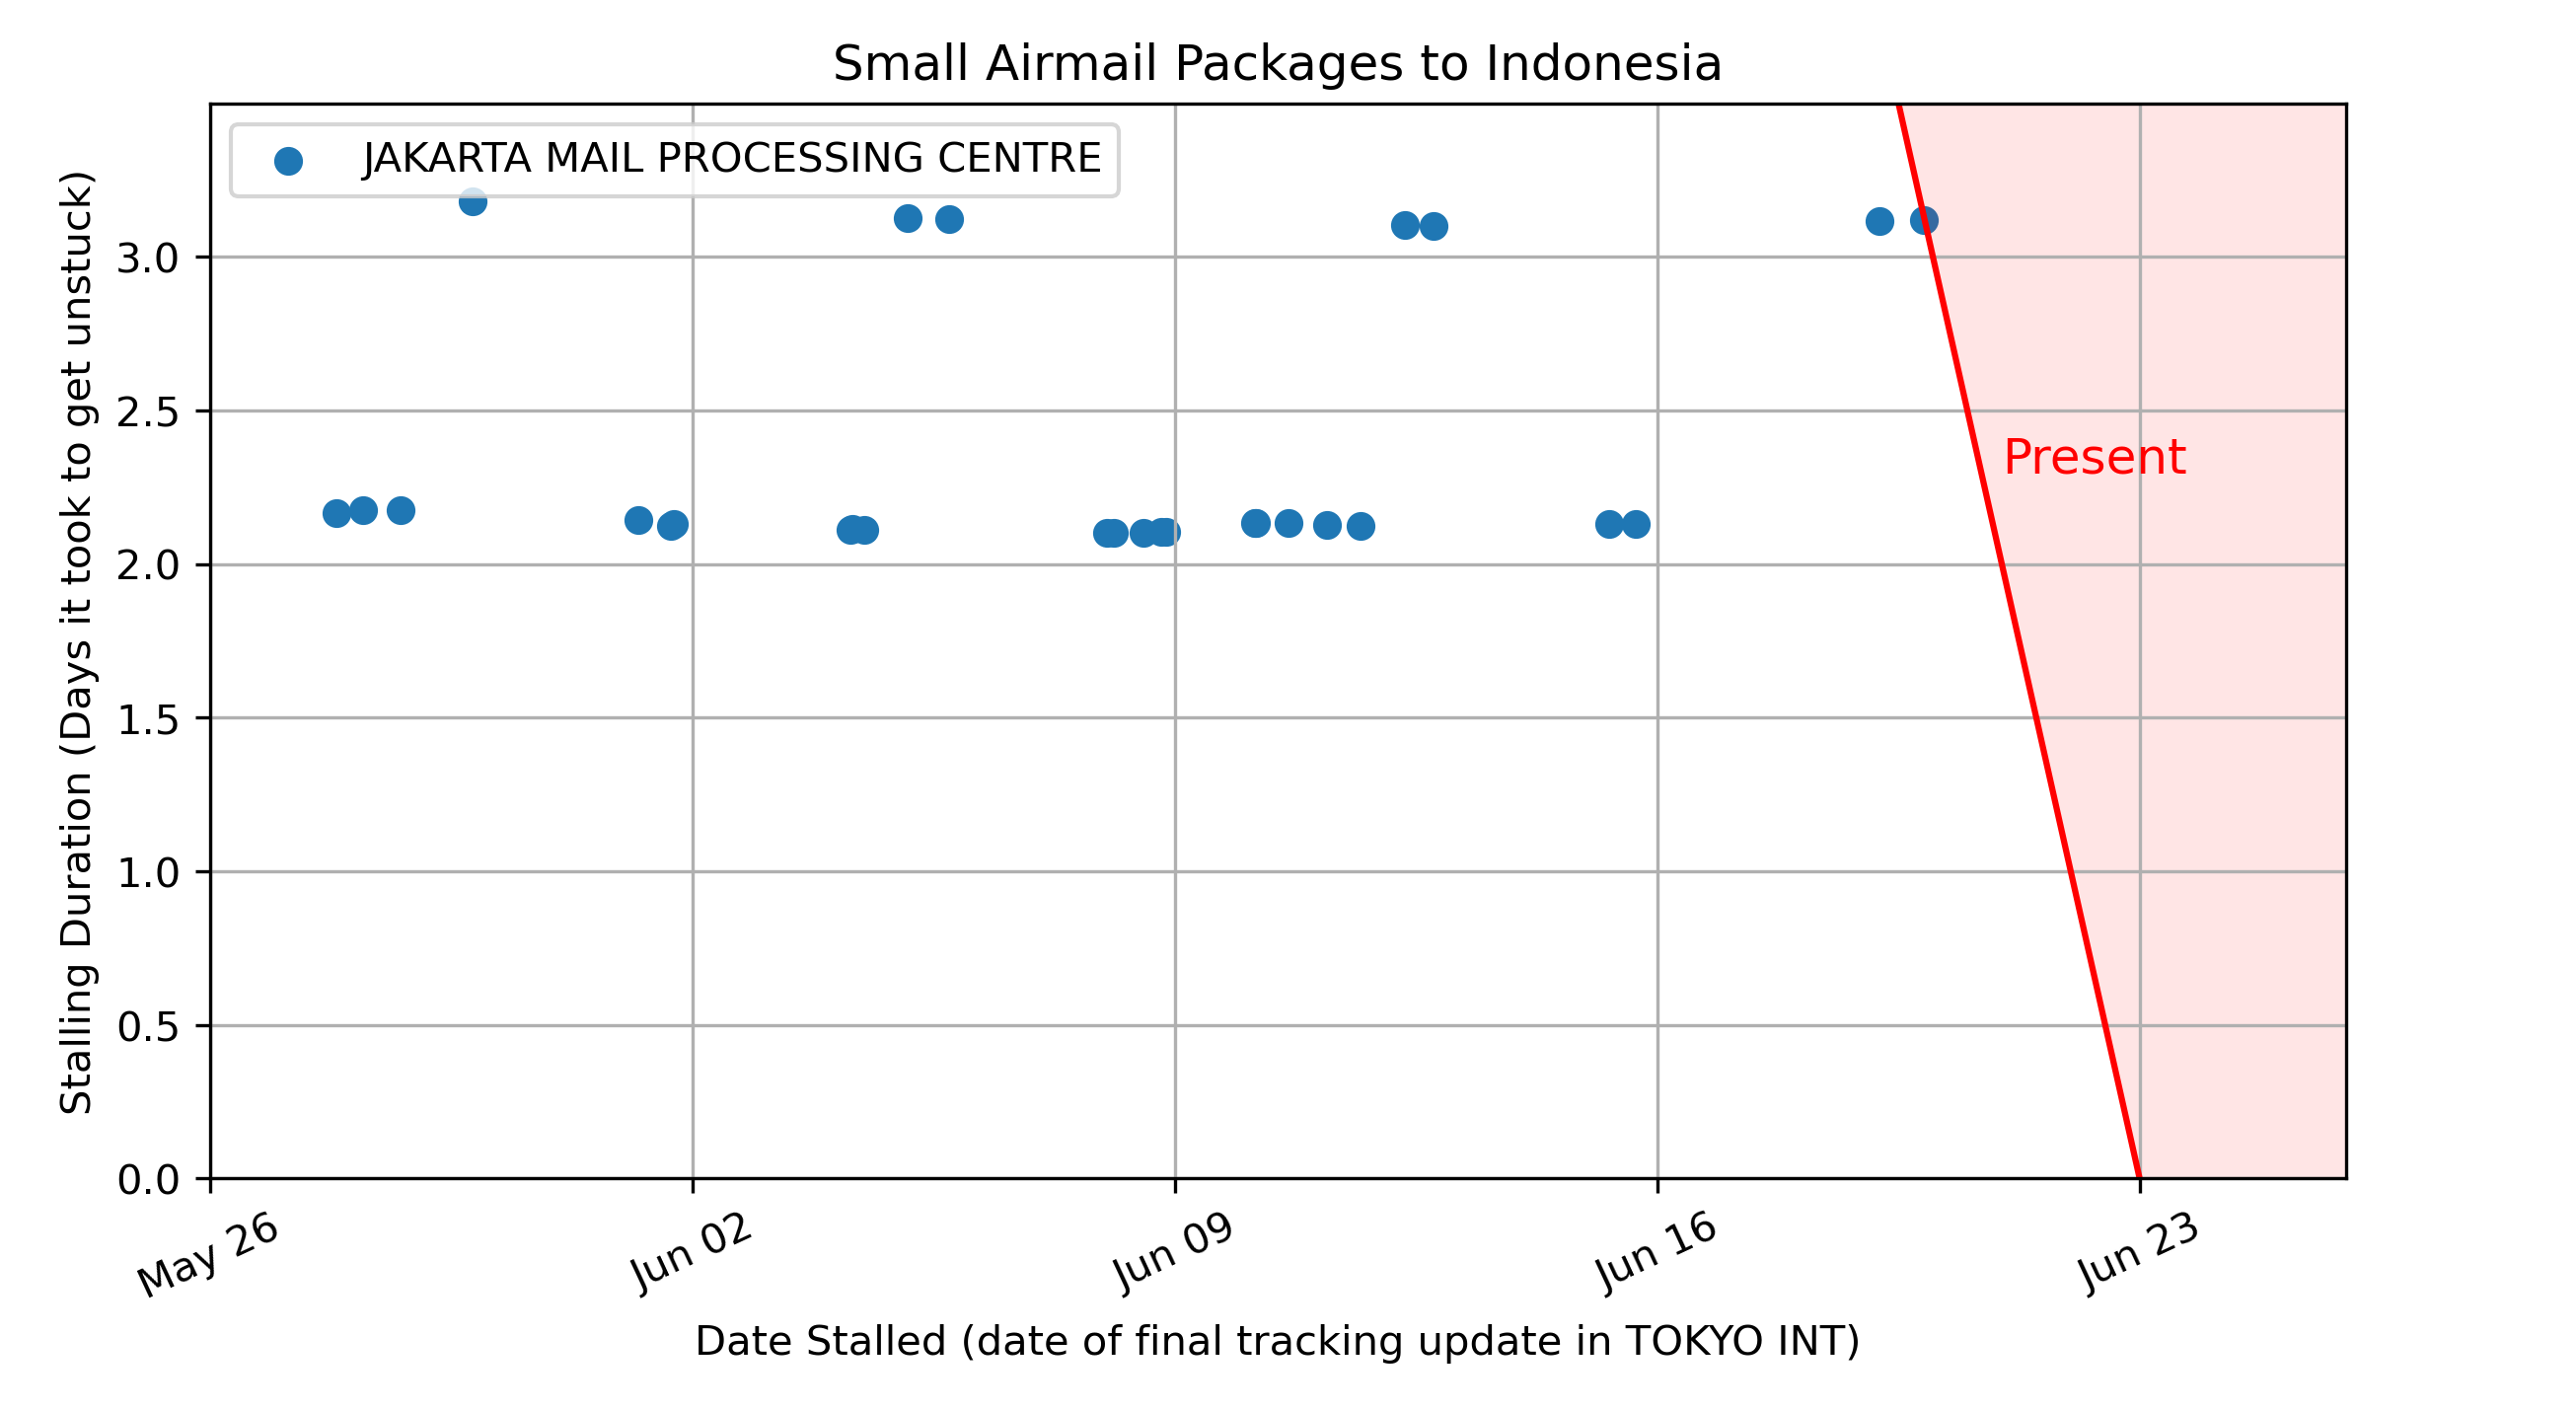 Small Airmail Packages to Indonesia
JAKARTA MAIL PROCESSING CENTRE
Stalling Duration (Days it took to get unstuck)
3.0
2.5
2.0
1.5
1.0
0.5
0.0
Present
May 26
Jun 02
Jun 09
Jun 16
Jun 23
Date Stalled (date of final tracking update in TOKYO INT)